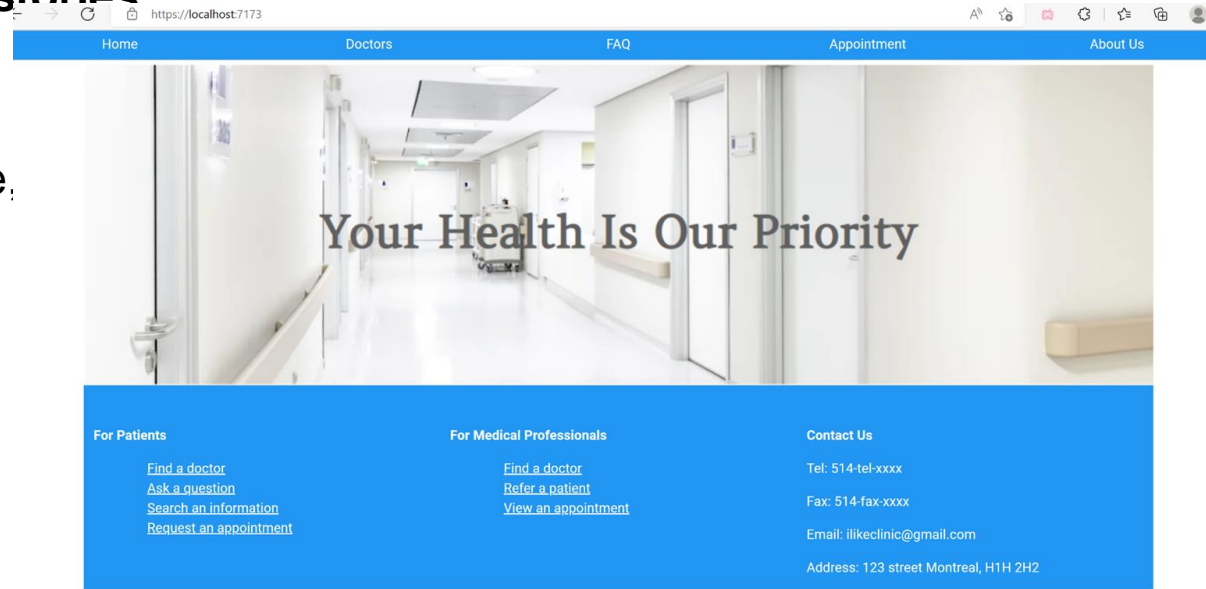 https://localhost:7173
Home Doctors FAQ Appointment About Us
Your Health Is Our Priority
For Patients
Find a doctor
Ask a question
Search an information
Request an appointment
For Medical Professionals
Find a doctor
Refer a patient
View an appointment
Contact Us
Tel: 514-tel-xxxx
Fax: 514-fax-xxxx
Email: ilikeclinic@gmail.com
Address: 123 street Montreal, H1H 2H2